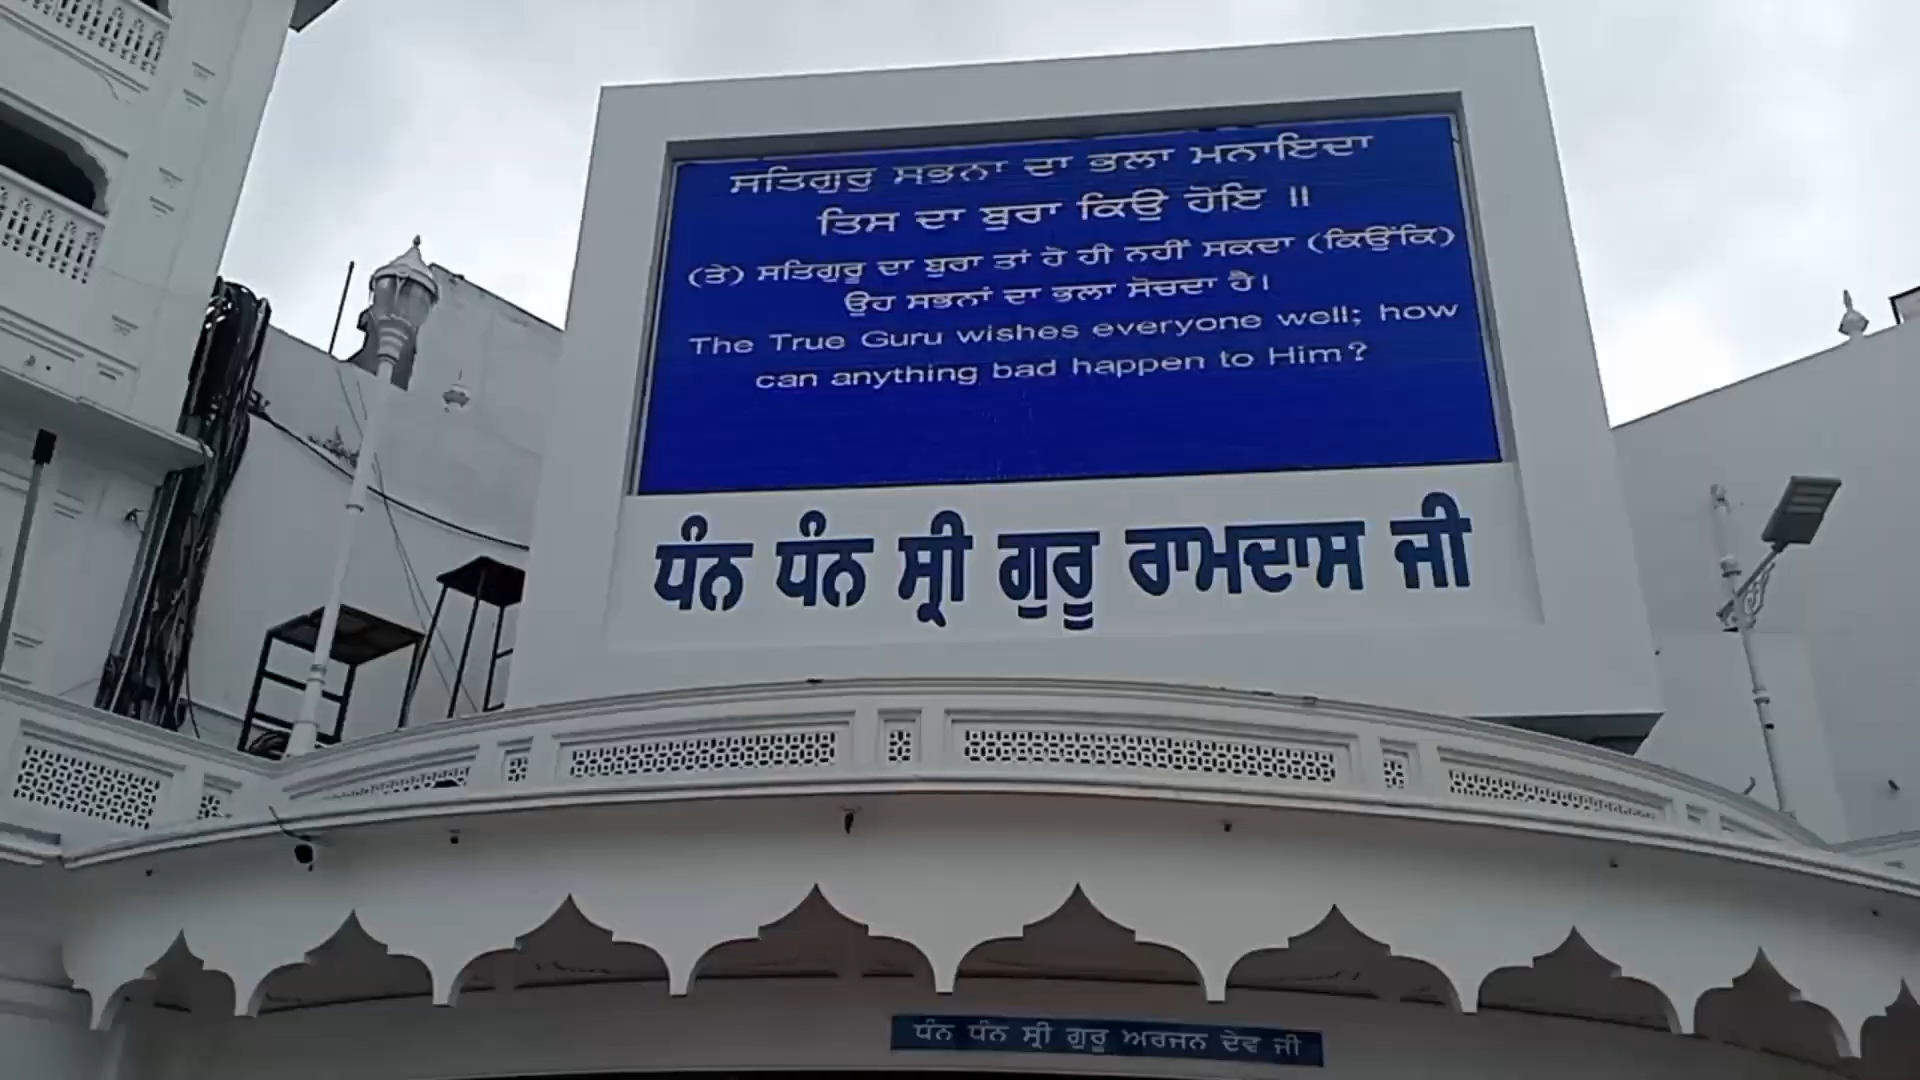 ਸਤਿਗੁਰੁ ਸਭਨਾ ਦਾ ਭਲਾ ਮਨਾਇਦਾ
ਤਿਸ ਦਾ ਬੁਰਾ ਕਿਉ ਹੋਇ ॥
(ਤੇ) ਸਤਿਗੁਰੂ ਦਾ ਬੁਰਾ ਤਾਂ ਹੋ ਹੀ ਨਹੀਂ ਸਕਦਾ (ਕਿਉਂਕਿ)
ਉਹ ਸਭਨਾਂ ਦਾ ਭਲਾ ਸੋਚਦਾ ਹੈ।
The True Guru wishes everyone well; how
can anything bad happen to Him?
ਧੰਨ ਧੰਨ ਸ੍ਰੀ ਗੁਰੂ ਰਾਮਦਾਸ ਜੀ
ਧੰਨ ਧੰਨ ਸ੍ਰੀ ਗੁਰੂ ਅਰਜਨ ਦੇਵ ਜੀ